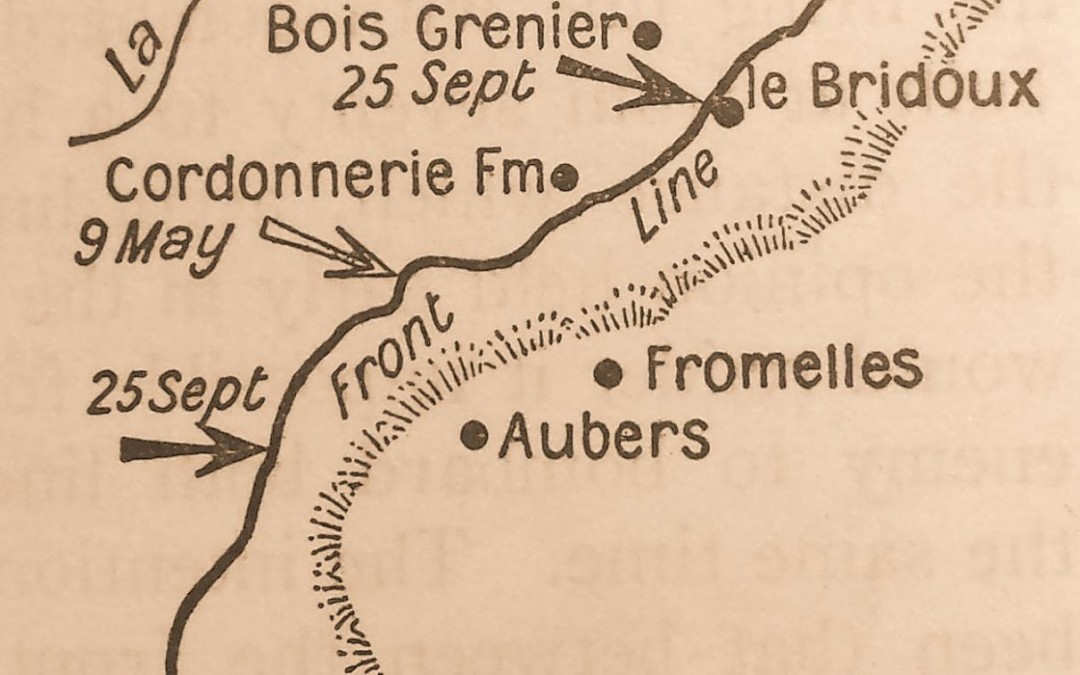 La
Bois Grenier
25 Sept
le Bridoux
Cordonnerie Fm
Line
9 May
Front
25 Sept
Fromelles
Aubers